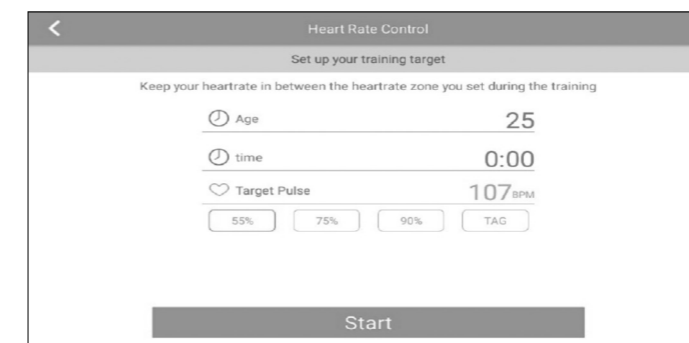 Heart Rate Control
Set up your training target
Keep your heartrate in between the heartrate zone you set during the training
Age 25
time 0:00
Target Pulse 107BPM
55% 75% 90% TAG
Start